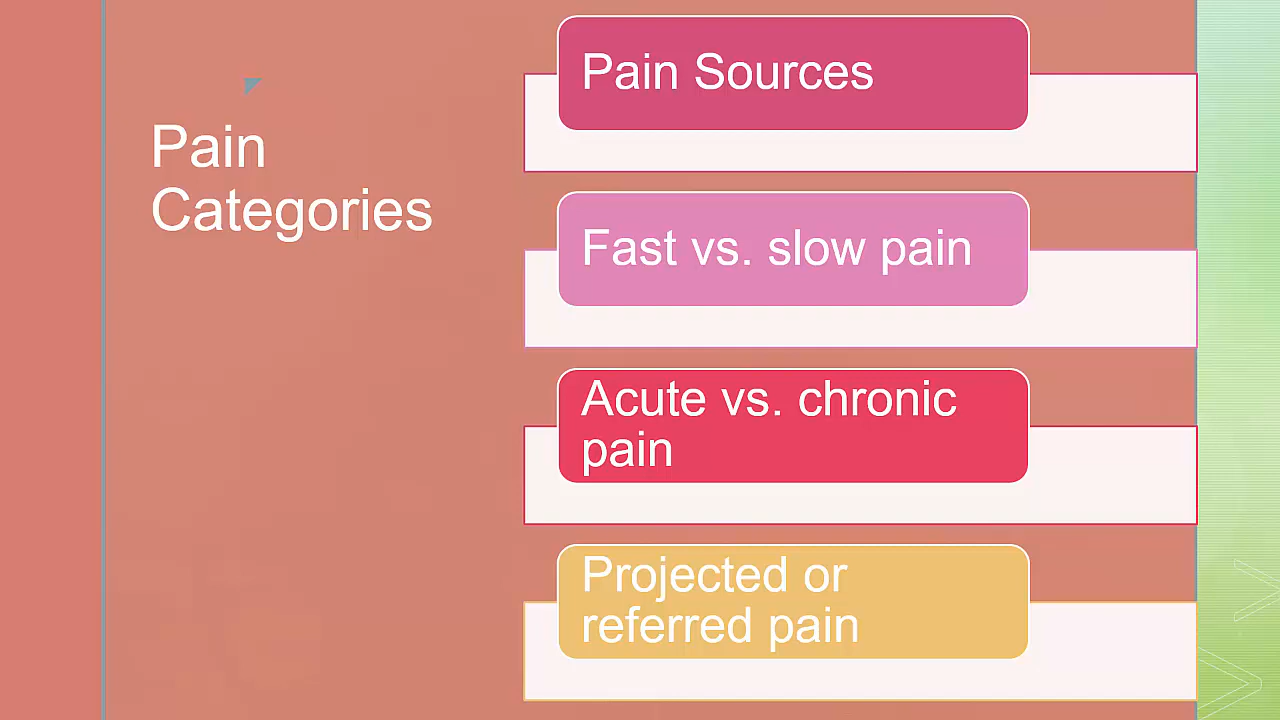 Pain
Categories
Pain Sources
Fast vs. slow pain
Acute vs. chronic
pain
Projected or
referred pain